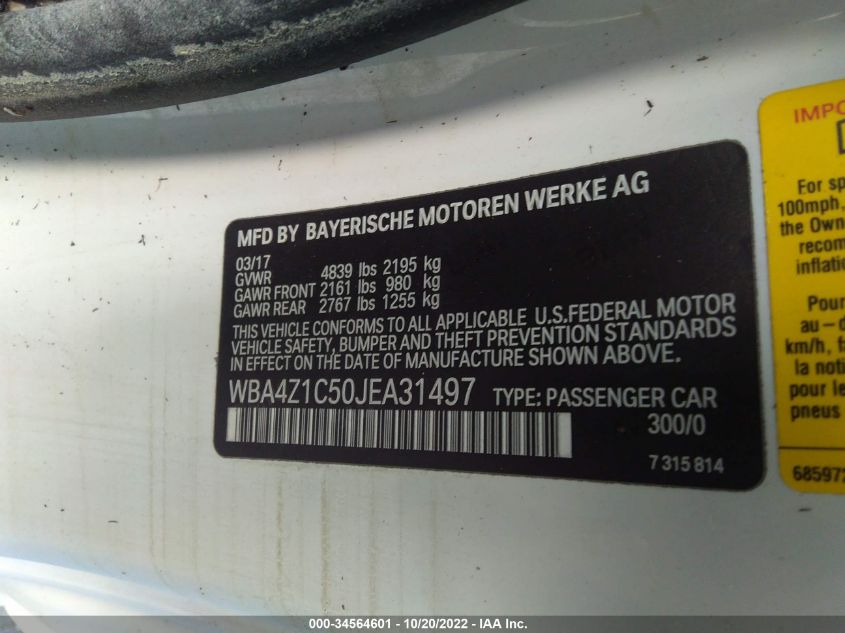 MFD BY BAYERISCHE MOTOREN WERKE AG
03/17
GVWR 4839 lbs 2195 kg
GAWR FRONT 2161 lbs 980 kg
GAWR REAR 2767 lbs 1255 kg
THIS VEHICLE CONFORMS TO ALL APPLICABLE U.S.FEDERAL MOTOR
VEHICLE SAFETY, BUMPER AND THEFT PREVENTION STANDARDS
IN EFFECT ON THE DATE OF MANUFACTURE SHOWN ABOVE.
WBA4Z1C50JEA31497 TYPE: PASSENGER CAR
300/0
7 315 814
IMPO
For sp
100mph,
the Own
recom
inflatio
Pour
au-d
km/h, fa
la noti
pour le
pneus
68597
000-34564601 - 10/20/2022 - IAA Inc.